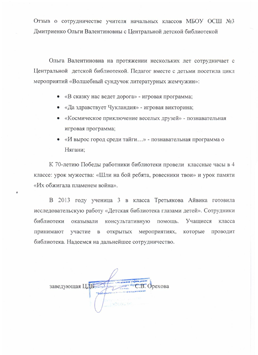 Отзыв о сотрудничестве учителя начальных классов МБОУ ОСШ №3
Дмитриенко Ольги Валентиновны с Центральной детской библиотекой
Ольга Валентиновна на протяжении нескольких лет сотрудничает с
Центральной детской библиотекой. Педагог вместе с детьми посетили цикл
мероприятий «Волшебный сундучок литературных жемчужин»:
• «В сказку нас ведет дорога» - игровая программа;
• «Да здравствует Чукландия» - игровая викторина;
• «Космическое приключение веселых друзей» - познавательная
игровая программа;
• «И вырос город среди тайги…» - познавательная программа о
Нягани;
К 70-летию Победы работники библиотеки провели классные часы в 4
классе: урок мужества: «Шли на бой ребята, ровесники твои» и урок памяти
«Их обжигала пламенем война».
В 2013 году ученица 3 в класса Третьякова Айвика готовила
исследовательскую работу «Детская библиотека глазами детей». Сотрудники
библиотеки оказывали консультативную помощь. Учащиеся класса
принимают участие в открытых мероприятиях, которые проводит
библиотека. Надеемся на дальнейшее сотрудничество.
заведующая ЦДБ С.В. Орехова